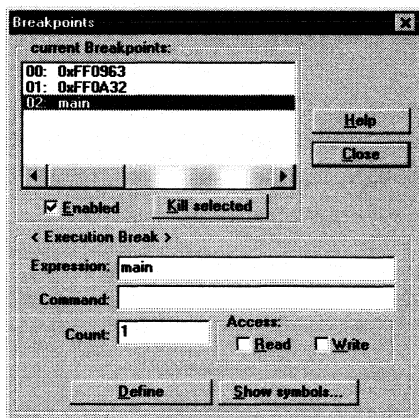 Breakpoints
current Breakpoints:
00: 0xFF0963
01: 0xFF0A32
02: main
Help
Close
Enabled
Kill selected
< Execution Break >
Expression: main
Command:
Count: 1
Access:
Read Write
Define Show symbols...